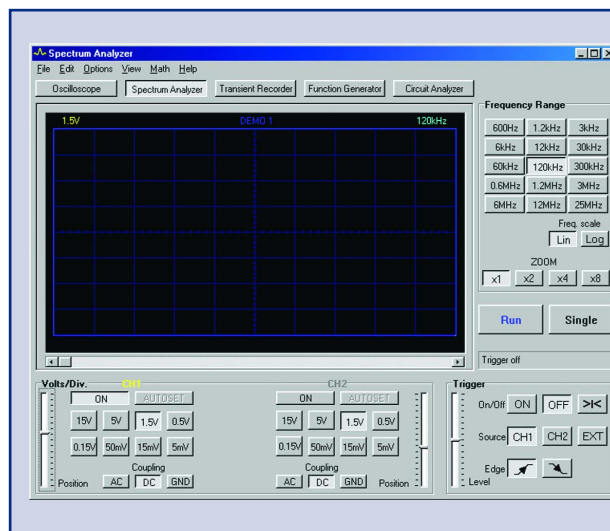 Spectrum Analyzer
File Edit Options View Math Help
Oscilloscope Spectrum Analyzer Transient Recorder Function Generator Circuit Analyzer
1.5V DEMO 1 120kHz
Frequency Range
600Hz 1.2kHz 3kHz
6kHz 12kHz 30kHz
60kHz 120kHz 300kHz
0.6MHz 1.2MHz 3MHz
6MHz 12MHz 25MHz
Freq. scale
Lin Log
ZOOM
x1 x2 x4 x8
Run Single
Trigger off
Volts/Div. CH1 CH2
ON AUTOSET ON AUTOSET
15V 5V 1.5V 0.5V 15V 5V 1.5V 0.5V
0.15V 50mV 15mV 5mV 0.15V 50mV 15mV 5mV
Coupling Coupling
Position AC DC GND AC DC GND Position
Trigger
On/Off ON OFF >|<
Source CH1 CH2 EXT
Edge
Level